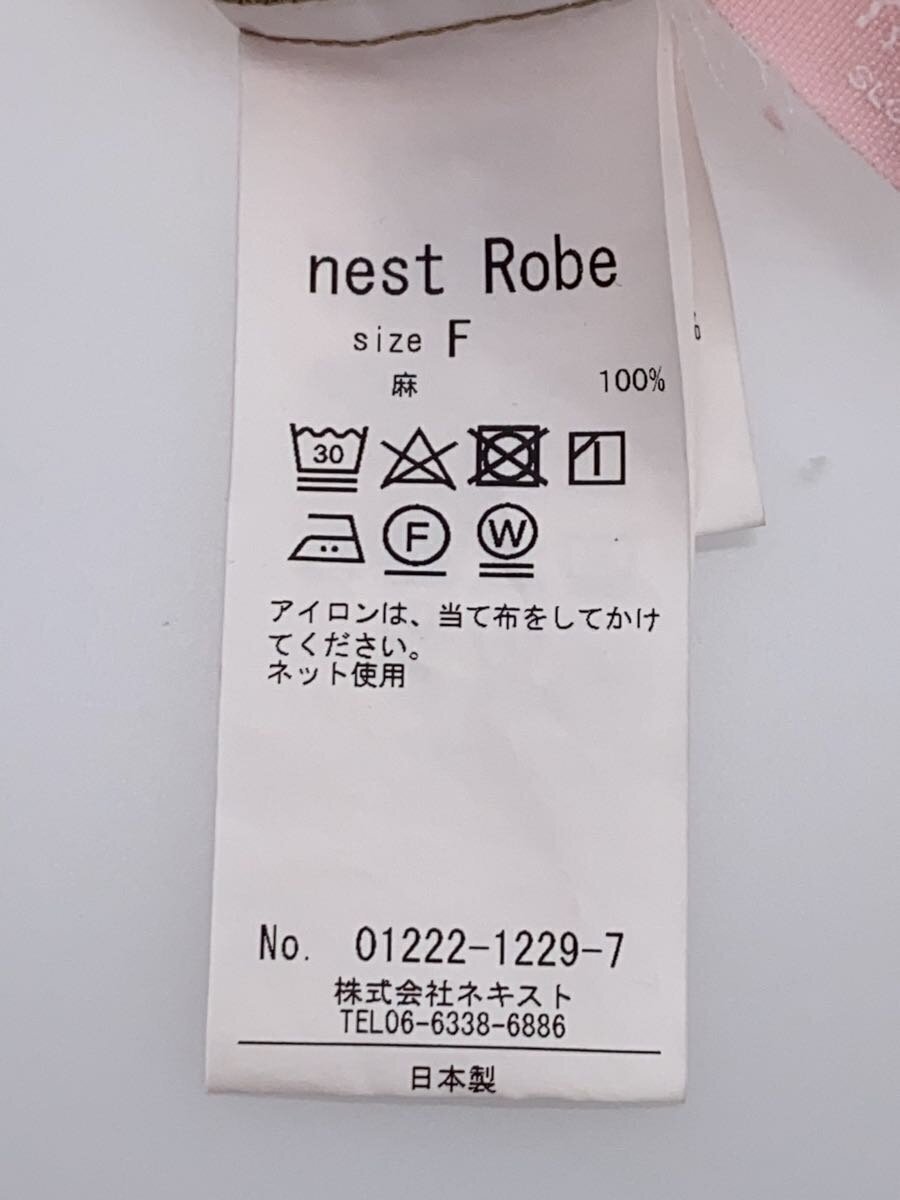 nest Robe
size F
麻 100%
30
F W
アイロンは、当て布をしてかけ
てください。
ネット使用
No. 01222-1229-7
株式会社ネキスト
TEL06-6338-6886
日本製